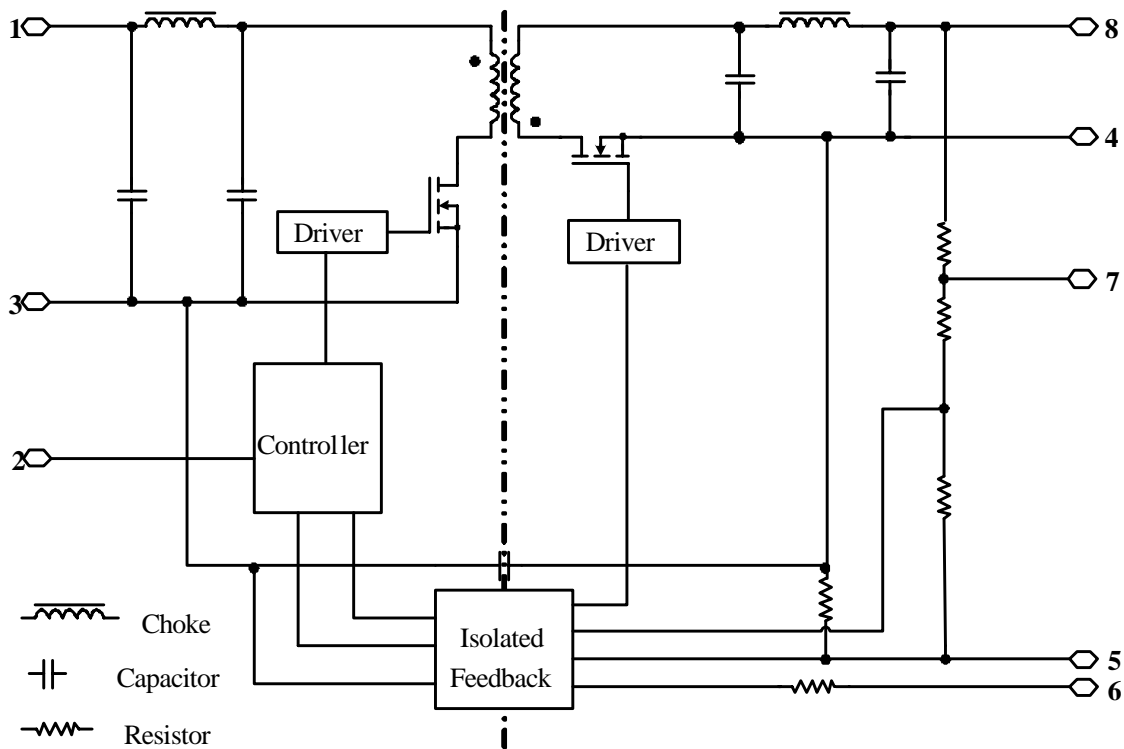 1
8
4
Driver
Driver
7
3
Controller
2
Choke
Isolated
Feedback
5
Capacitor
6
Resistor